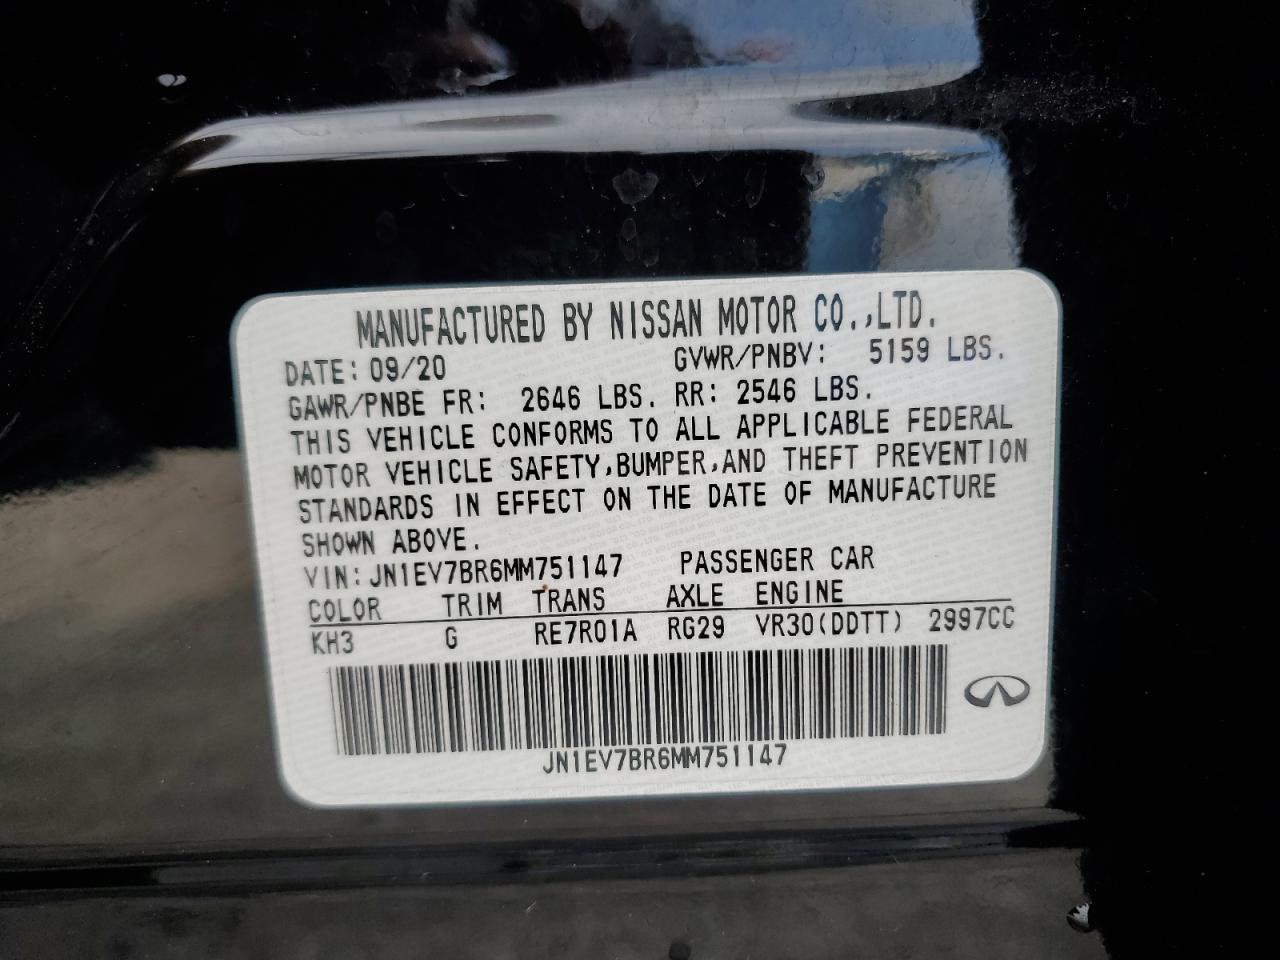 MANUFACTURED BY NISSAN MOTOR CO.,LTD.
DATE: 09/20 GVWR/PNBV: 5159 LBS.
GAWR/PNBE FR: 2646 LBS. RR: 2546 LBS.
THIS VEHICLE CONFORMS TO ALL APPLICABLE FEDERAL
MOTOR VEHICLE SAFETY,BUMPER,AND THEFT PREVENTION
STANDARDS IN EFFECT ON THE DATE OF MANUFACTURE
SHOWN ABOVE.
VIN: JN1EV7BR6MM751147 PASSENGER CAR
COLOR TRIM TRANS AXLE ENGINE
KH3 G RE7R01A RG29 VR30(DDTT) 2997CC
JN1EV7BR6MM751147